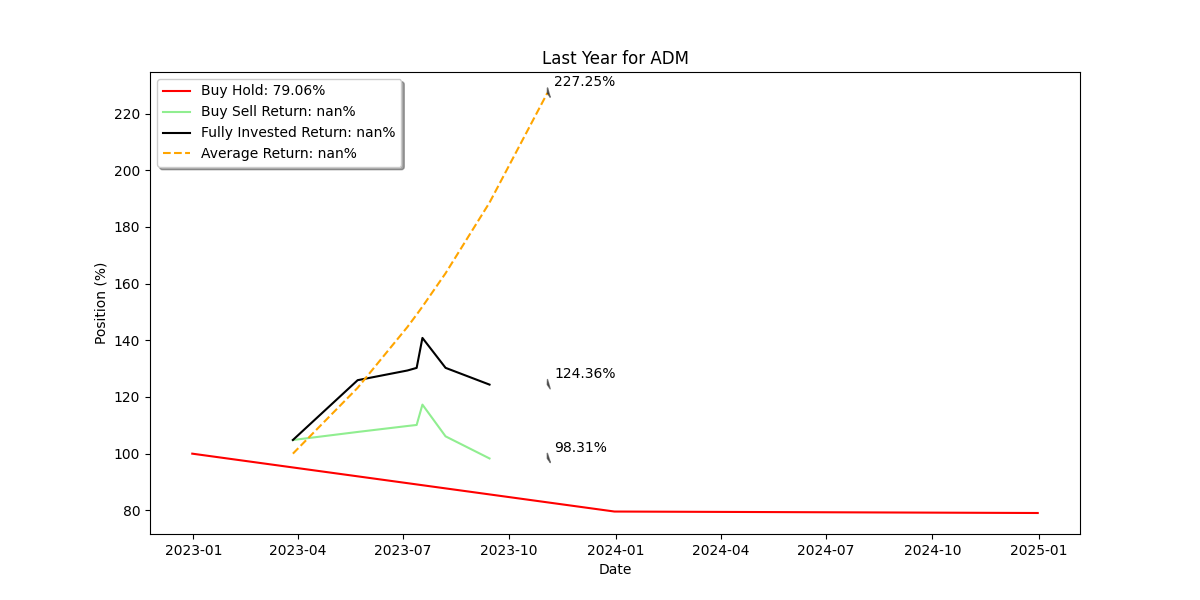 Last Year for ADM
Buy Hold: 79.06%
Buy Sell Return: nan%
Fully Invested Return: nan%
Average Return: nan%
227.25%
124.36%
98.31%
Position (%)
220
200
180
160
140
120
100
80
2023-01
2023-04
2023-07
2023-10
2024-01
2024-04
2024-07
2024-10
2025-01
Date